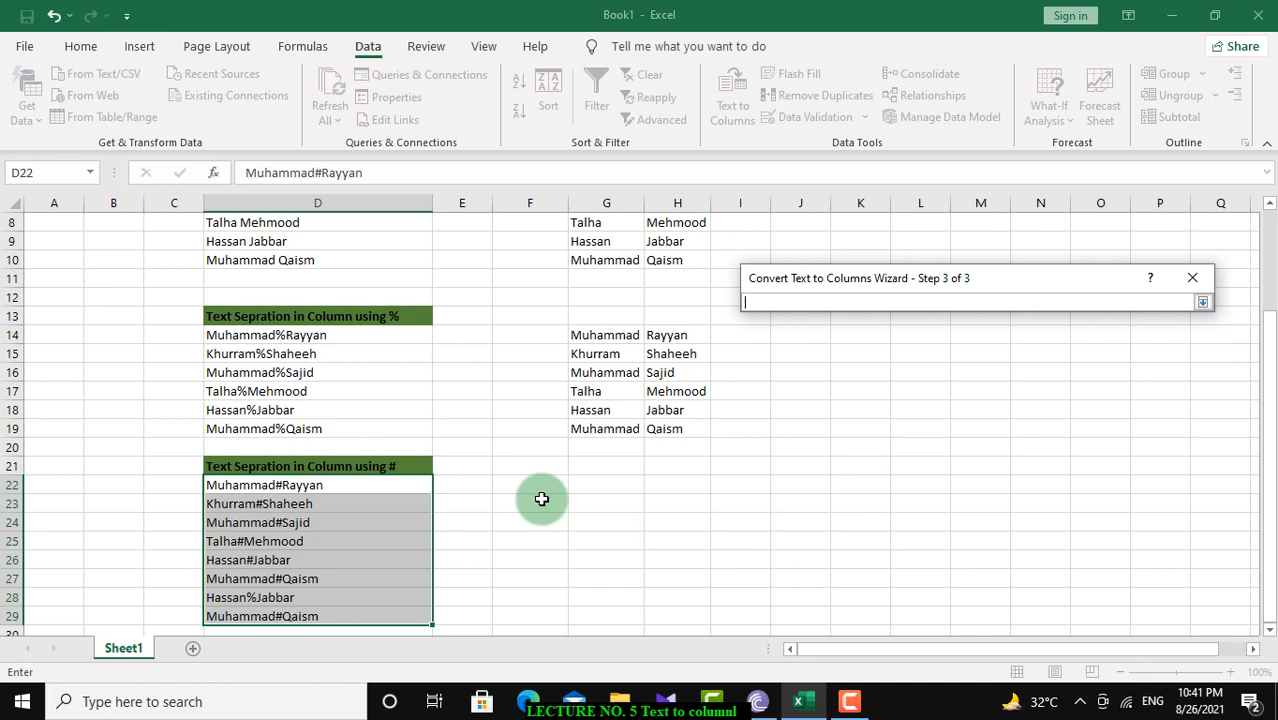 Book1 - Excel
Sign in
File Home Insert Page Layout Formulas Data Review View Help Tell me what you want to do Share
Get Data
From Text/CSV
From Web
From Table/Range
Recent Sources
Existing Connections
Get & Transform Data
Refresh All
Queries & Connections
Properties
Edit Links
Queries & Connections
Sort
Filter
Clear
Reapply
Advanced
Sort & Filter
Text to Columns
Flash Fill
Remove Duplicates
Data Validation
Consolidate
Relationships
Manage Data Model
Data Tools
What-If Analysis
Forecast Sheet
Forecast
Group
Ungroup
Subtotal
Outline
D22 fx Muhammad#Rayyan
A B C D E F G H I J K L M N O P Q
8 Talha Mehmood Talha Mehmood
9 Hassan Jabbar Hassan Jabbar
10 Muhammad Qaism Muhammad Qaism
11
12
13 Text Sepration in Column using %
14 Muhammad%Rayyan Muhammad Rayyan
15 Khurram%Shaheeh Khurram Shaheeh
16 Muhammad%Sajid Muhammad Sajid
17 Talha%Mehmood Talha Mehmood
18 Hassan%Jabbar Hassan Jabbar
19 Muhammad%Qaism Muhammad Qaism
20
21 Text Sepration in Column using #
22 Muhammad#Rayyan
23 Khurram#Shaheeh
24 Muhammad#Sajid
25 Talha#Mehmood
26 Hassan#Jabbar
27 Muhammad#Qaism
28 Hassan%Jabbar
29 Muhammad#Qaism
30
Convert Text to Columns Wizard - Step 3 of 3 ?
Sheet1
Enter 100%
Type here to search
LECTURE NO. 5 Text to columnl
32°C ENG
10:41 PM
8/26/2021
2